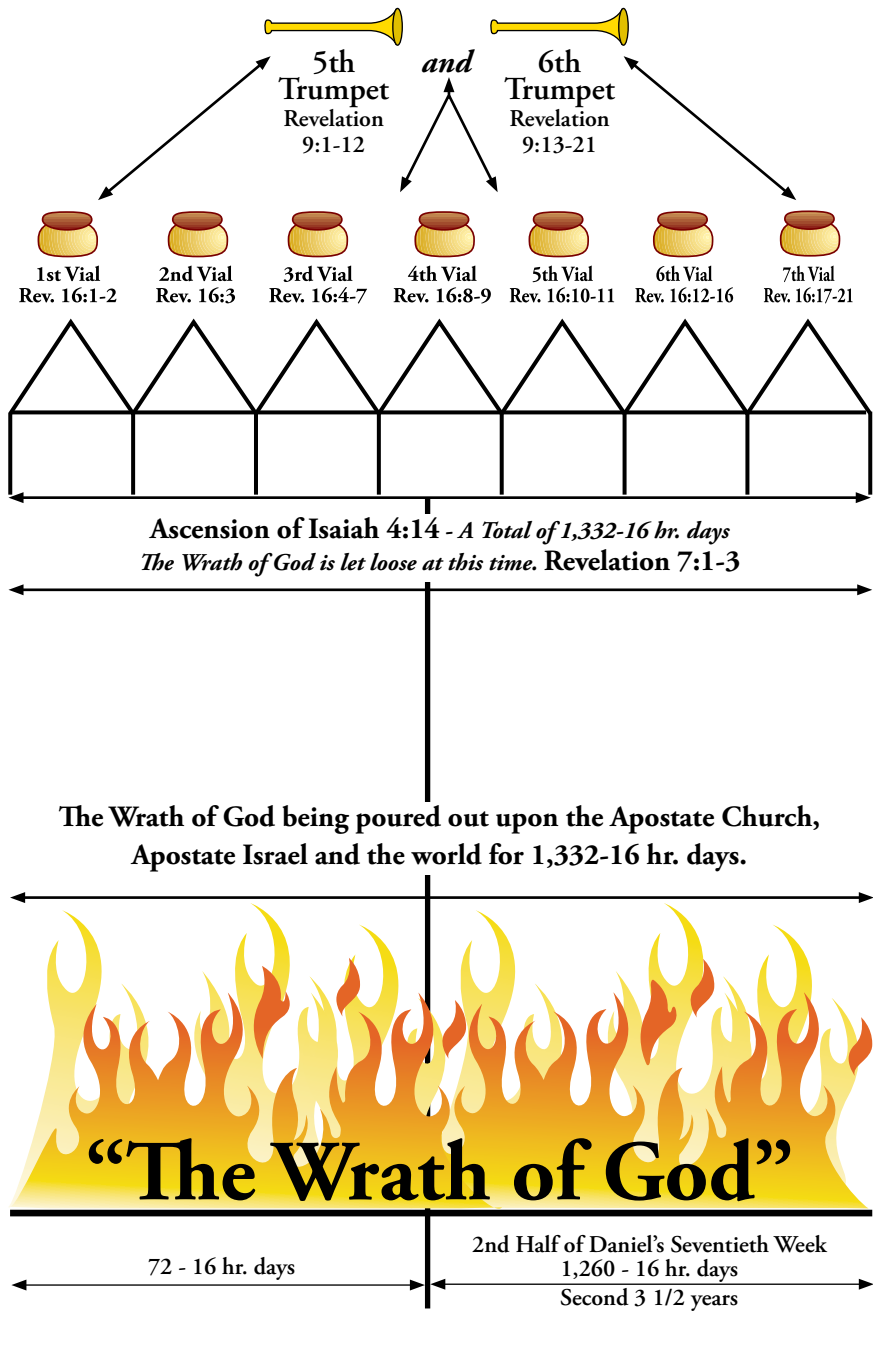 5th and 6th
Trumpet Trumpet
Revelation Revelation
9:1-12 9:13-21
1st Vial 2nd Vial 3rd Vial 4th Vial 5th Vial 6th Vial 7th Vial
Rev. 16:1-2 Rev. 16:3 Rev. 16:4-7 Rev. 16:8-9 Rev. 16:10-11 Rev. 16:12-16 Rev. 16:17-21
Ascension of Isaiah 4:14 - A Total of 1,332-16 hr. days
The Wrath of God is let loose at this time. Revelation 7:1-3
The Wrath of God being poured out upon the Apostate Church,
Apostate Israel and the world for 1,332-16 hr. days.
“The Wrath of God”
72 - 16 hr. days
2nd Half of Daniel’s Seventieth Week
1,260 - 16 hr. days
Second 3 1/2 years